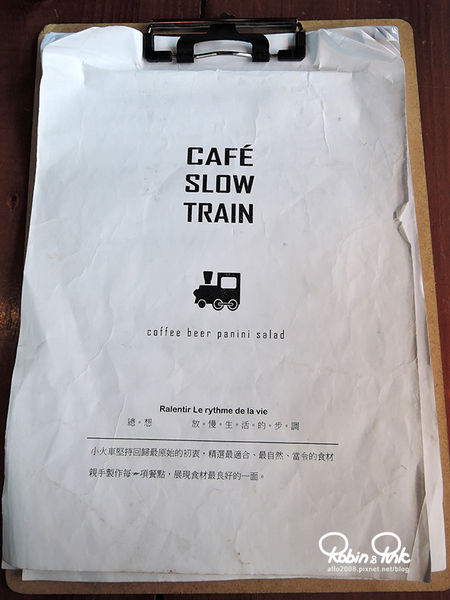 CAFÉ
SLOW
TRAIN
coffee beer panini salad
Ralentir Le rythme de la vie
總。想 放。慢。生。活。的。步。調
小火車堅持回歸最原始的初衷，精選最適合、最自然、當令的食材
親手製作每一項餐點，展現食材最良好的一面。
Robin & Pink
aflo2008.pixnet.net/blog